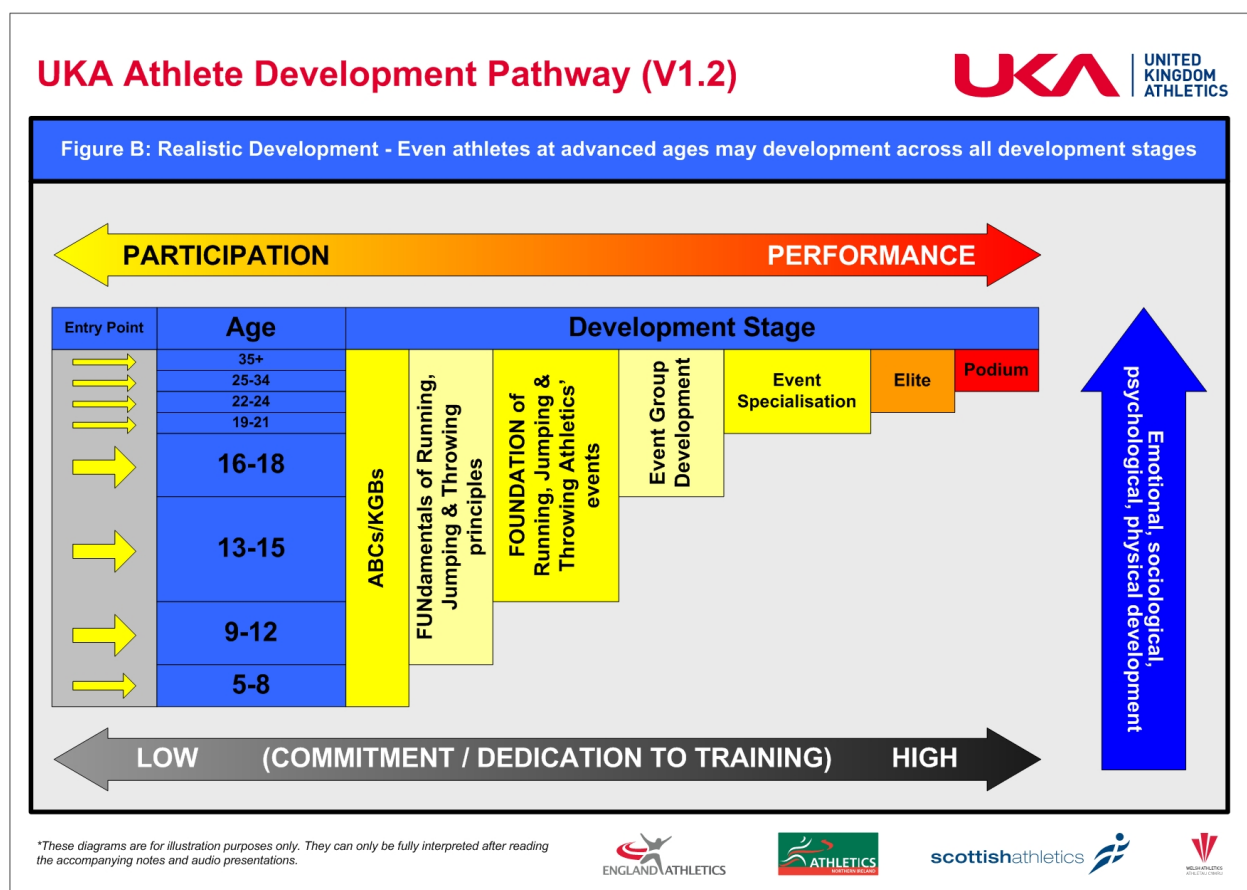 UKA Athlete Development Pathway (V1.2)
UKA
UNITED
KINGDOM
ATHLETICS
Figure B: Realistic Development - Even athletes at advanced ages may development across all development stages
PARTICIPATION
PERFORMANCE
Entry Point
Age
Development Stage
35+
25-34
22-24
19-21
16-18
13-15
9-12
5-8
ABCs/KGBs
FUNdamentals of Running,
Jumping & Throwing
principles
FOUNDATION of
Running, Jumping &
Throwing Athletics’
events
Event Group
Development
Event
Specialisation
Elite
Podium
Emotional, sociological,
psychological, physical development
LOW (COMMITMENT / DEDICATION TO TRAINING) HIGH
*These diagrams are for illustration purposes only. They can only be fully interpreted after reading
the accompanying notes and audio presentations.
ENGLAND ATHLETICS
ATHLETICS
NORTHERN IRELAND
scottishathletics
WELSH ATHLETICS